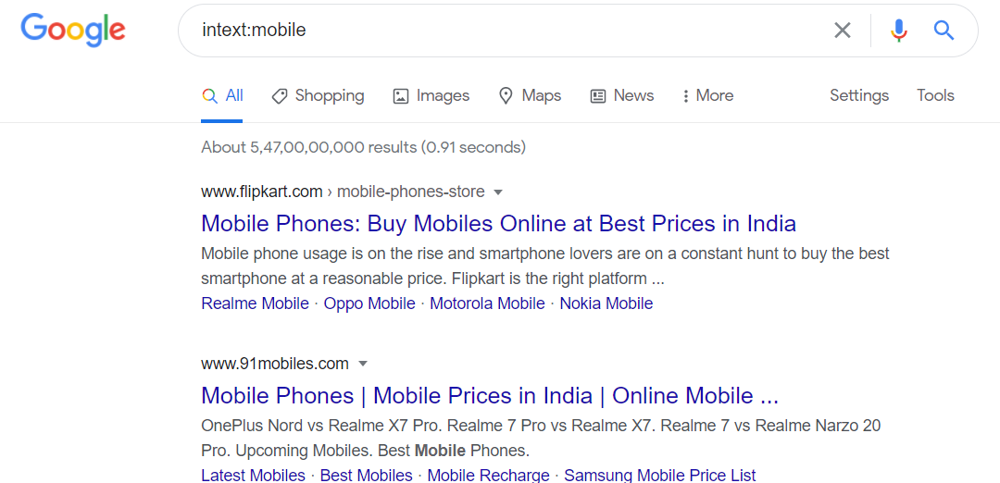 Google
intext:mobile
All Shopping Images Maps News More Settings Tools
About 5,47,00,00,000 results (0.91 seconds)
www.flipkart.com › mobile-phones-store
Mobile Phones: Buy Mobiles Online at Best Prices in India
Mobile phone usage is on the rise and smartphone lovers are on a constant hunt to buy the best
smartphone at a reasonable price. Flipkart is the right platform ...
Realme Mobile · Oppo Mobile · Motorola Mobile · Nokia Mobile
www.91mobiles.com
Mobile Phones | Mobile Prices in India | Online Mobile ...
OnePlus Nord vs Realme X7 Pro. Realme 7 Pro vs Realme X7. Realme 7 vs Realme Narzo 20
Pro. Upcoming Mobiles. Best Mobile Phones.
Latest Mobiles · Best Mobiles · Mobile Recharge · Samsung Mobile Price List